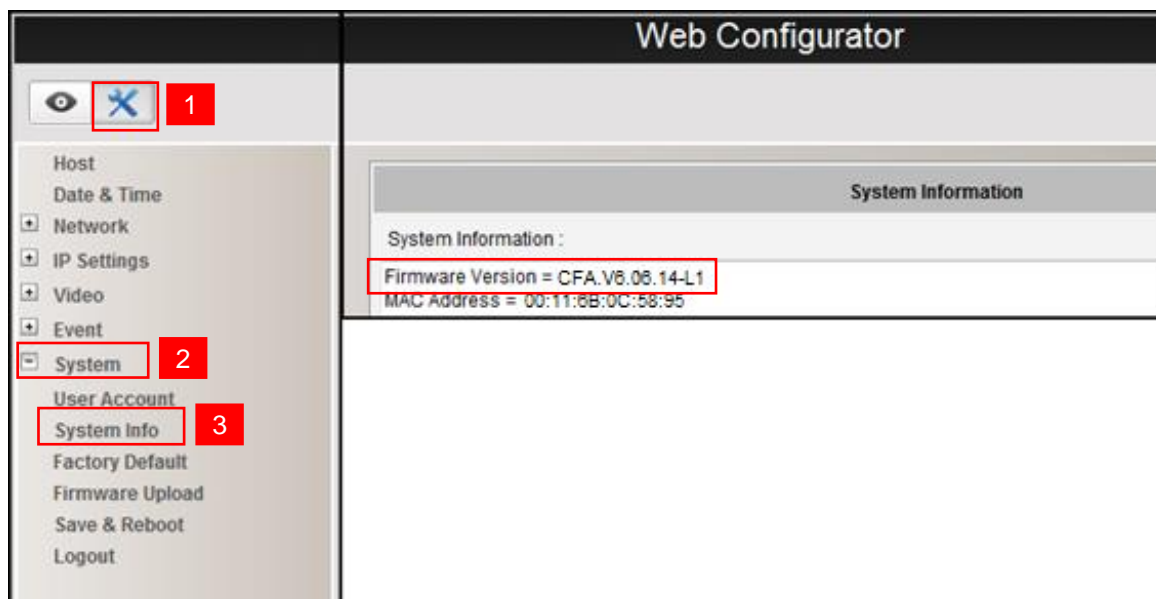 Web Configurator
1
Host
Date & Time
Network
IP Settings
Video
Event
System
2
User Account
System Info
3
Factory Default
Firmware Upload
Save & Reboot
Logout
System Information
System Information :
Firmware Version = CFA.V6.06.14-L1
MAC Address = 00:11:6B:0C:58:95